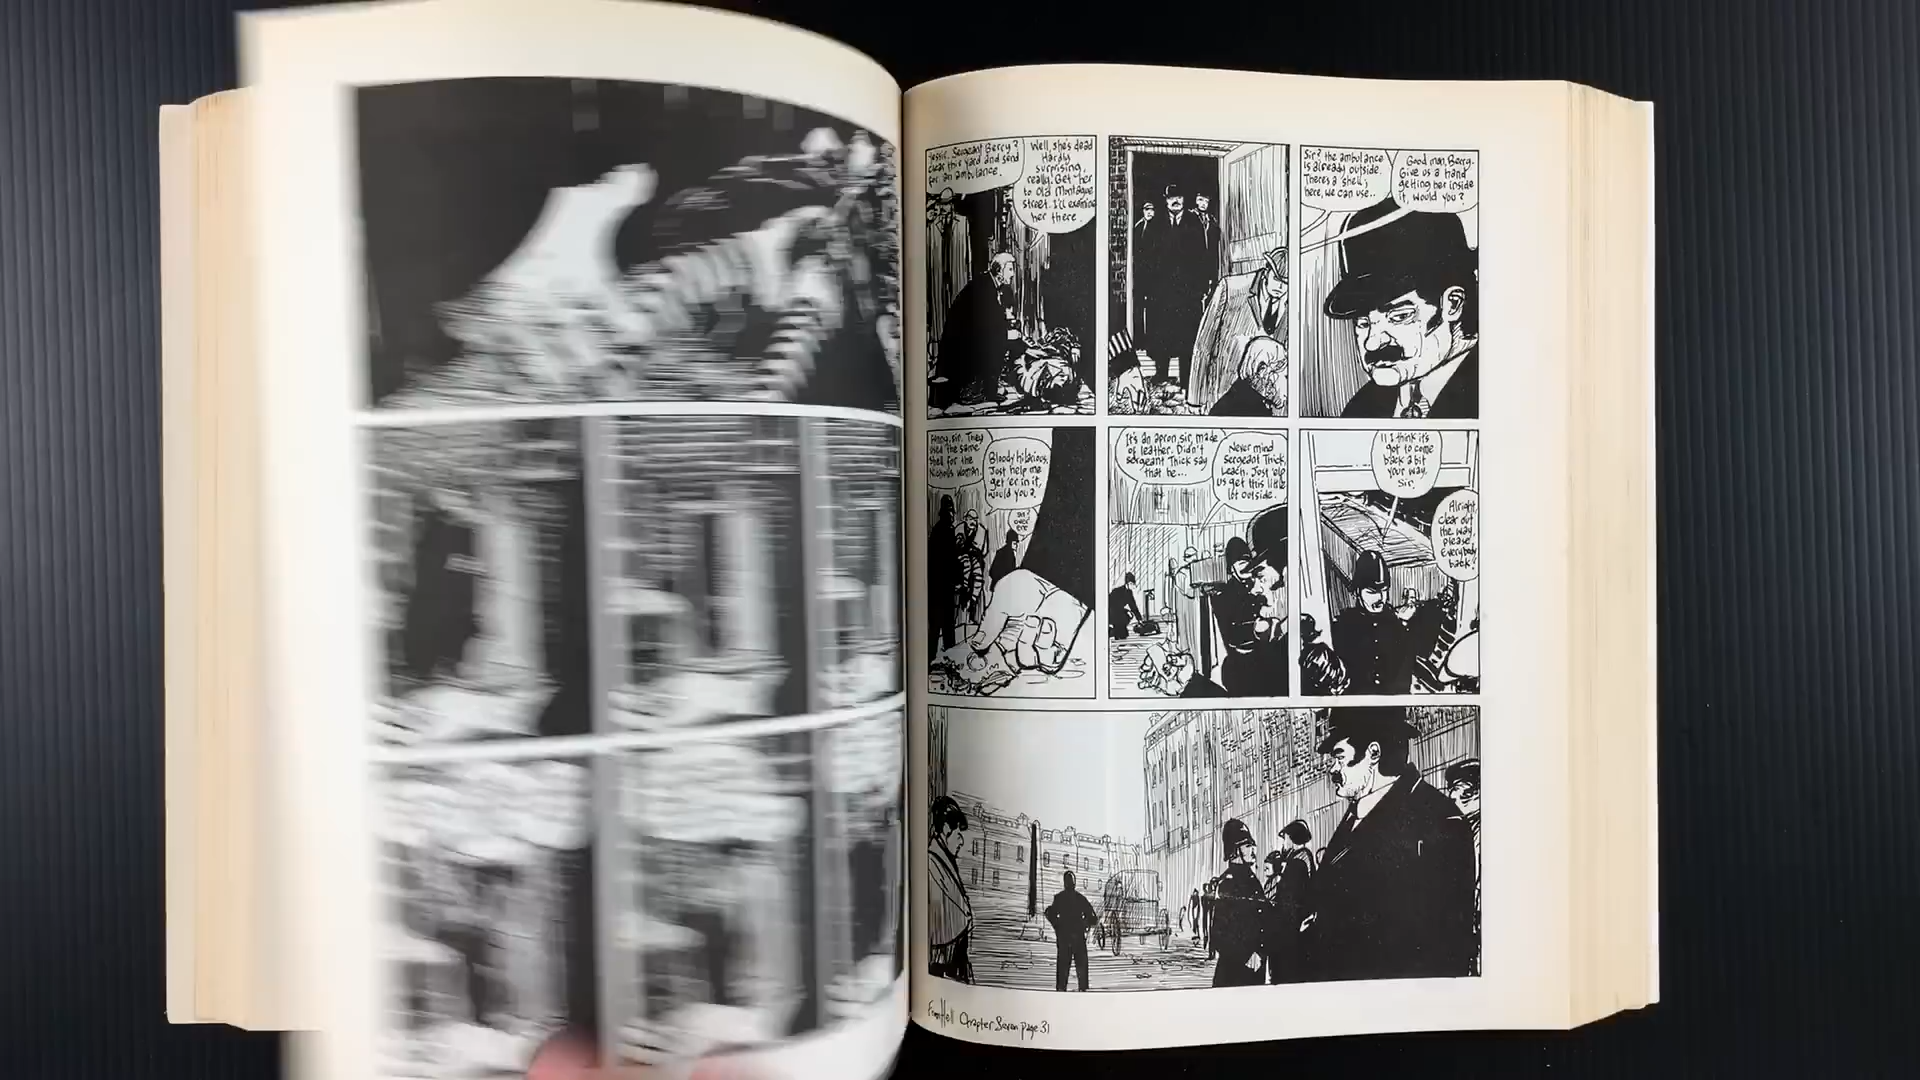 Yessir. Sergeant Berry?
clear this yard and send
for an ambulance.
Well, she's dead
Hardly
surprising,
really. Get her
to Old Montague
street. I'll examine
her there.
Sir? the ambulance
is already outside.
There's a 'shell',
here, we can use..
Good man, Berry.
Give us a hand
getting her inside
it, would you?
Funny, sir. They
used the same
shell for the
Nicholls woman.
Bloody hilarious.
Just help me
get 'er in it,
would you?
It's an apron, sir, made
of leather. Didn't
sergeant Thick say
that he...
Never mind
Sergeant Thick,
Leach. Just 'elp
us get this little
lot outside.
I think it's
got to come
back a bit
your way,
Sir.
Alright,
clear out
the way,
please.
Everybody
back!
From Hell Chapter Seven page 31